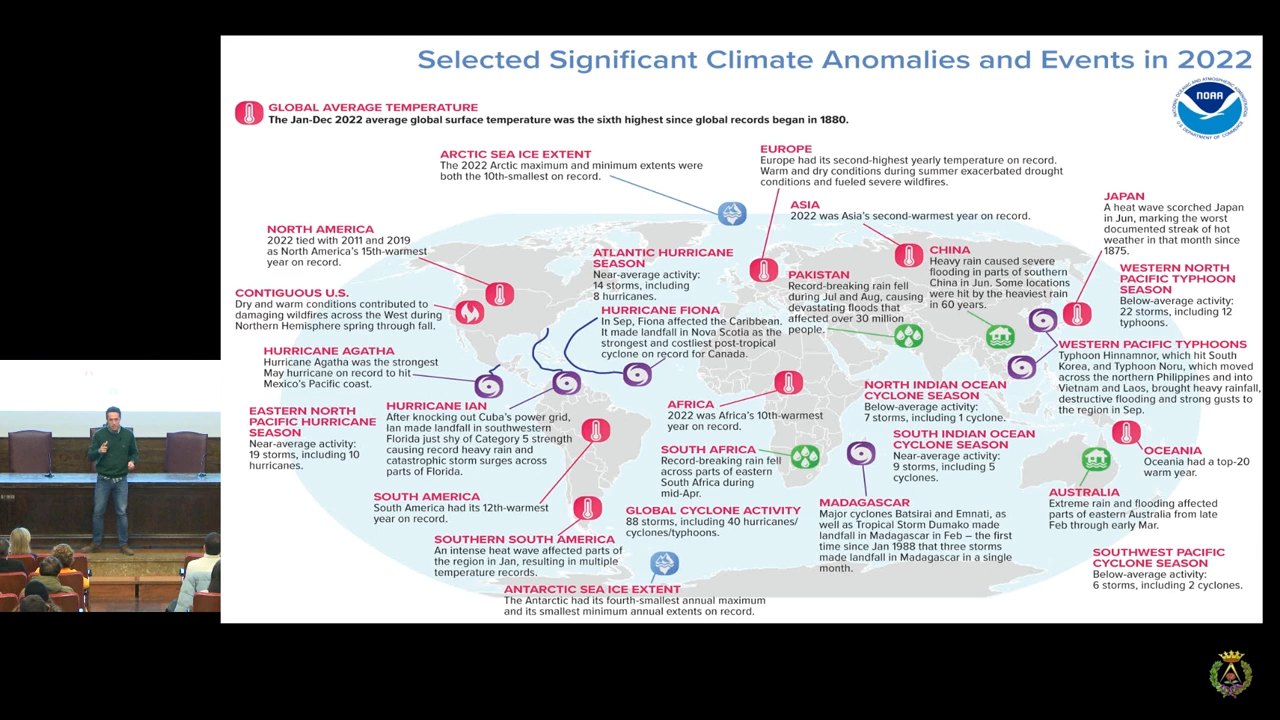 Selected Significant Climate Anomalies and Events in 2022
NOAA
GLOBAL AVERAGE TEMPERATURE
The Jan-Dec 2022 average global surface temperature was the sixth highest since global records began in 1880.
ARCTIC SEA ICE EXTENT
The 2022 Arctic maximum and minimum extents were
both the 10th-smallest on record.
EUROPE
Europe had its second-highest yearly temperature on record.
Warm and dry conditions during summer exacerbated drought
conditions and fueled severe wildfires.
ASIA
2022 was Asia's second-warmest year on record.
JAPAN
A heat wave scorched Japan
in Jun, marking the worst
documented streak of hot
weather in that month since
1875.
NORTH AMERICA
2022 tied with 2011 and 2019
as North America's 15th-warmest
year on record.
ATLANTIC HURRICANE
SEASON
Near-average activity:
14 storms, including
8 hurricanes.
CHINA
Heavy rain caused severe
flooding in parts of southern
China in Jun. Some locations
were hit by the heaviest rain
in 60 years.
PAKISTAN
Record-breaking rain fell
during Jul and Aug, causing
devastating floods that
affected over 30 million
people.
WESTERN NORTH
PACIFIC TYPHOON
SEASON
Below-average activity:
22 storms, including 12
typhoons.
CONTIGUOUS U.S.
Dry and warm conditions contributed to
damaging wildfires across the West during
Northern Hemisphere spring through fall.
HURRICANE FIONA
In Sep, Fiona affected the Caribbean.
It made landfall in Nova Scotia as the
strongest and costliest post-tropical
cyclone on record for Canada.
WESTERN PACIFIC TYPHOONS
Typhoon Hinnamnor, which hit South
Korea, and Typhoon Noru, which moved
across the northern Philippines and into
Vietnam and Laos, brought heavy rainfall,
destructive flooding and strong gusts to
the region in Sep.
HURRICANE AGATHA
Hurricane Agatha was the strongest
May hurricane on record to hit
Mexico's Pacific coast.
NORTH INDIAN OCEAN
CYCLONE SEASON
Below-average activity:
7 storms, including 1 cyclone.
EASTERN NORTH
PACIFIC HURRICANE
SEASON
Near-average activity:
19 storms, including 10
hurricanes.
HURRICANE IAN
After knocking out Cuba's power grid,
Ian made landfall in southwestern
Florida just shy of Category 5 strength
causing record heavy rain and
catastrophic storm surges across
parts of Florida.
AFRICA
2022 was Africa's 10th-warmest
year on record.
SOUTH INDIAN OCEAN
CYCLONE SEASON
Near-average activity:
9 storms, including 5
cyclones.
SOUTH AFRICA
Record-breaking rain fell
across parts of eastern
South Africa during
mid-Apr.
OCEANIA
Oceania had a top-20
warm year.
SOUTH AMERICA
South America had its 12th-warmest
year on record.
GLOBAL CYCLONE ACTIVITY
88 storms, including 40 hurricanes/
cyclones/typhoons.
MADAGASCAR
Major cyclones Batsirai and Emnati, as
well as Tropical Storm Dumako made
landfall in Madagascar in Feb – the first
time since Jan 1988 that three storms
made landfall in Madagascar in a single
month.
AUSTRALIA
Extreme rain and flooding affected
parts of eastern Australia from late
Feb through early Mar.
SOUTHERN SOUTH AMERICA
An intense heat wave affected parts of
the region in Jan, resulting in multiple
temperature records.
SOUTHWEST PACIFIC
CYCLONE SEASON
Below-average activity:
6 storms, including 2 cyclones.
ANTARCTIC SEA ICE EXTENT
The Antarctic had its fourth-smallest annual maximum
and its smallest minimum annual extents on record.